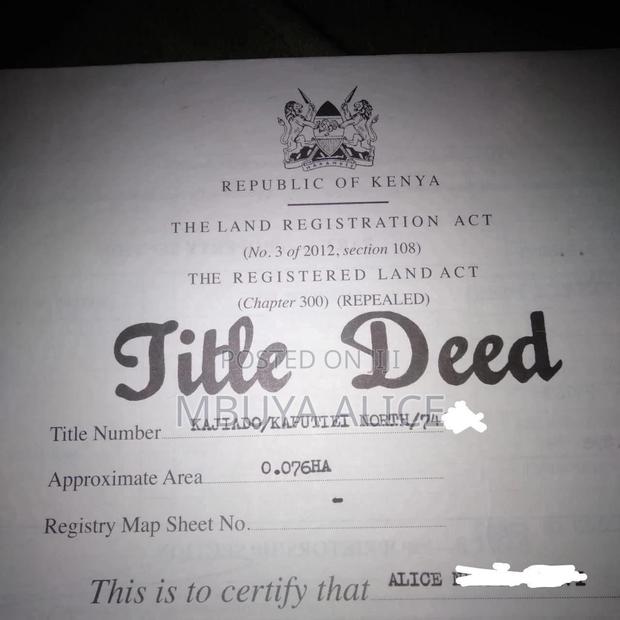 REPUBLIC OF KENYA
THE LAND REGISTRATION ACT
(No. 3 of 2012, section 108)
THE REGISTERED LAND ACT
(Chapter 300) (REPEALED)
Title Deed
POSTED ON JIJI
MBUYA ALICE
Title Number KAJIADO/KAPUTIEI NORTH/74
Approximate Area 0.076HA
Registry Map Sheet No. -
This is to certify that ALICE